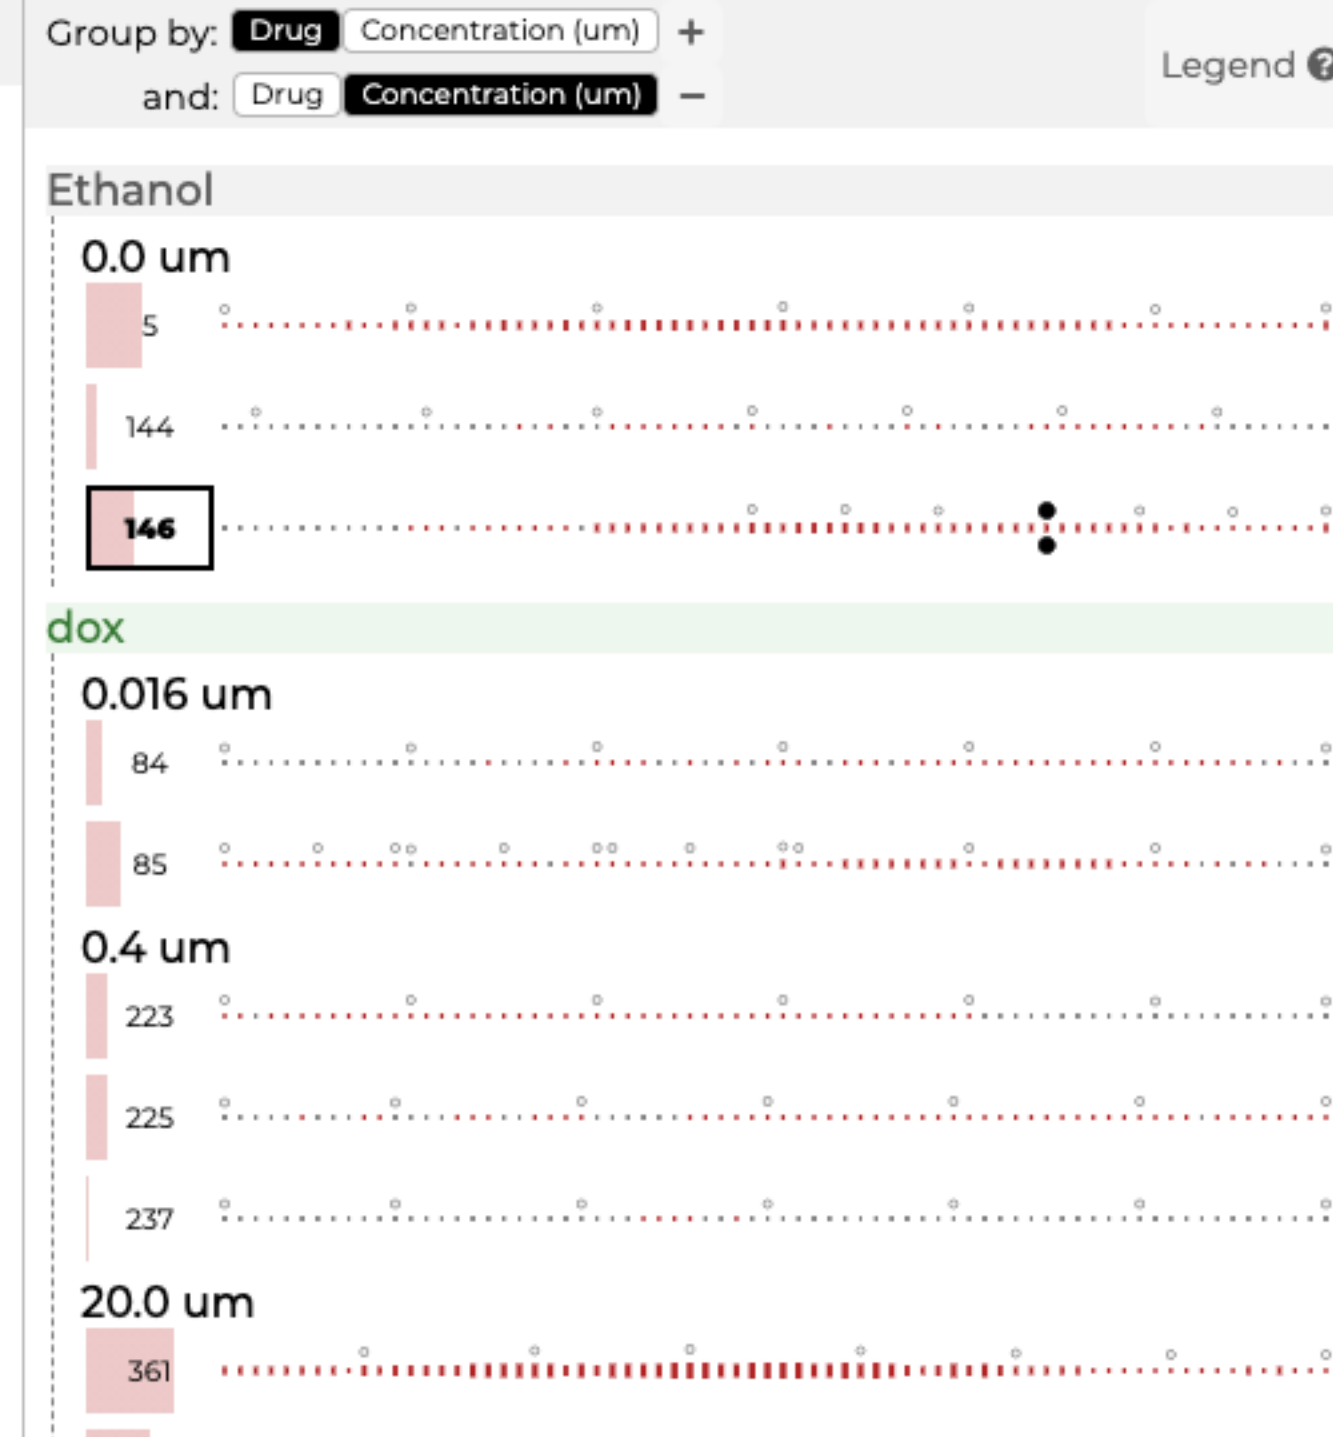 Group by: Drug Concentration (um) +
and: Drug Concentration (um) −
Legend ?
Ethanol
0.0 um
5
144
146
dox
0.016 um
84
85
0.4 um
223
225
237
20.0 um
361